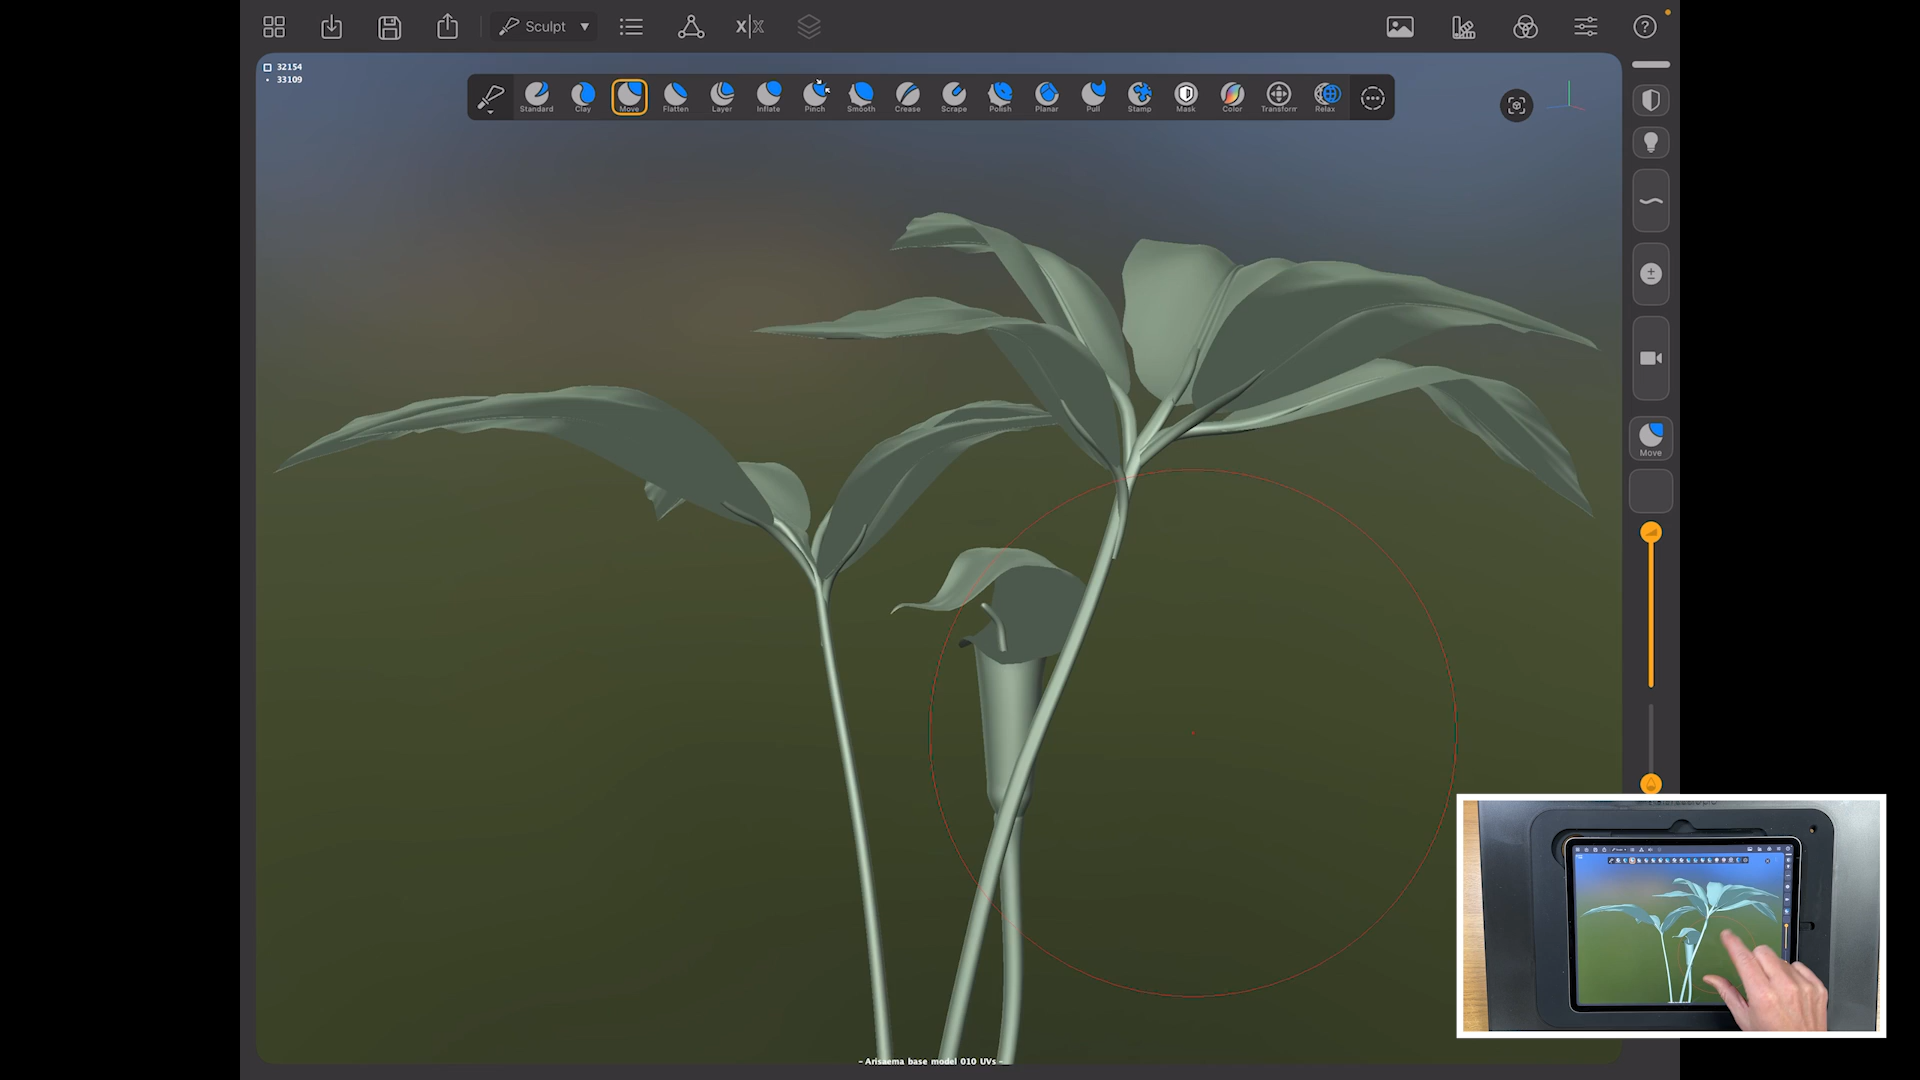 Sculpt
X|X
32154
33109
Standard
Clay
Move
Flatten
Layer
Inflate
Pinch
Smooth
Crease
Scrape
Polish
Planar
Pull
Stamp
Mask
Color
Transform
Relax
Move
- Arisaema base model 010 UVs -